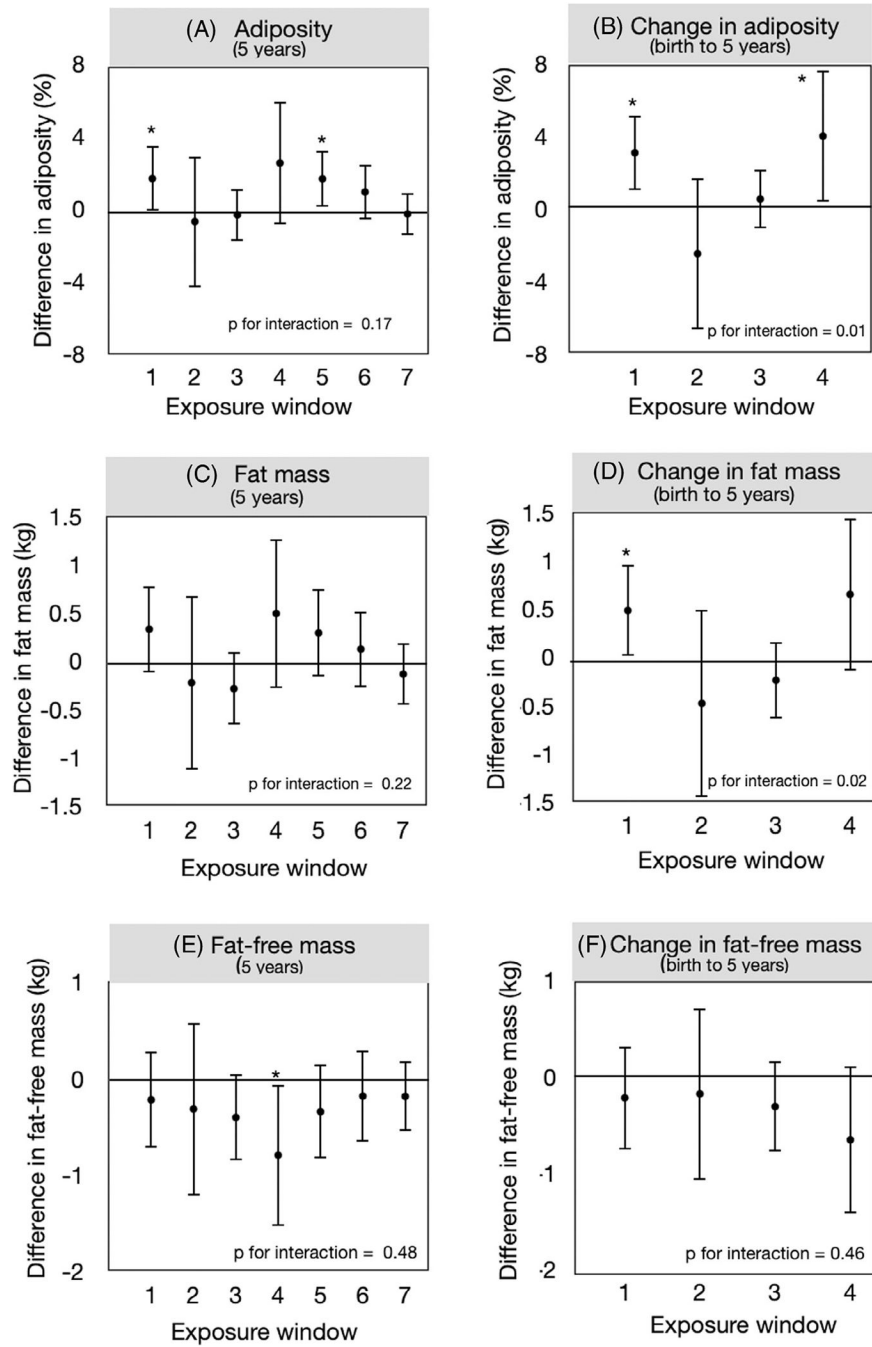 (A) Adiposity
(5 years)
Difference in adiposity (%)
8
4
0
-4
-8
*
*
p for interaction = 0.17
1 2 3 4 5 6 7
Exposure window
(B) Change in adiposity
(birth to 5 years)
Difference in adiposity (%)
8
4
0
-4
-8
*
*
p for interaction = 0.01
1 2 3 4
Exposure window
(C) Fat mass
(5 years)
Difference in fat mass (kg)
1.5
1
0.5
0
-0.5
-1
-1.5
p for interaction = 0.22
1 2 3 4 5 6 7
Exposure window
(D) Change in fat mass
(birth to 5 years)
Difference in fat mass (kg)
1.5
1
0.5
0
-0.5
-1
-1.5
*
p for interaction = 0.02
1 2 3 4
Exposure window
(E) Fat-free mass
(5 years)
Difference in fat-free mass (kg)
1
0
-1
-2
*
p for interaction = 0.48
1 2 3 4 5 6 7
Exposure window
(F) Change in fat-free mass
(birth to 5 years)
Difference in fat-free mass (kg)
1
0
-1
-2
p for interaction = 0.46
1 2 3 4
Exposure window